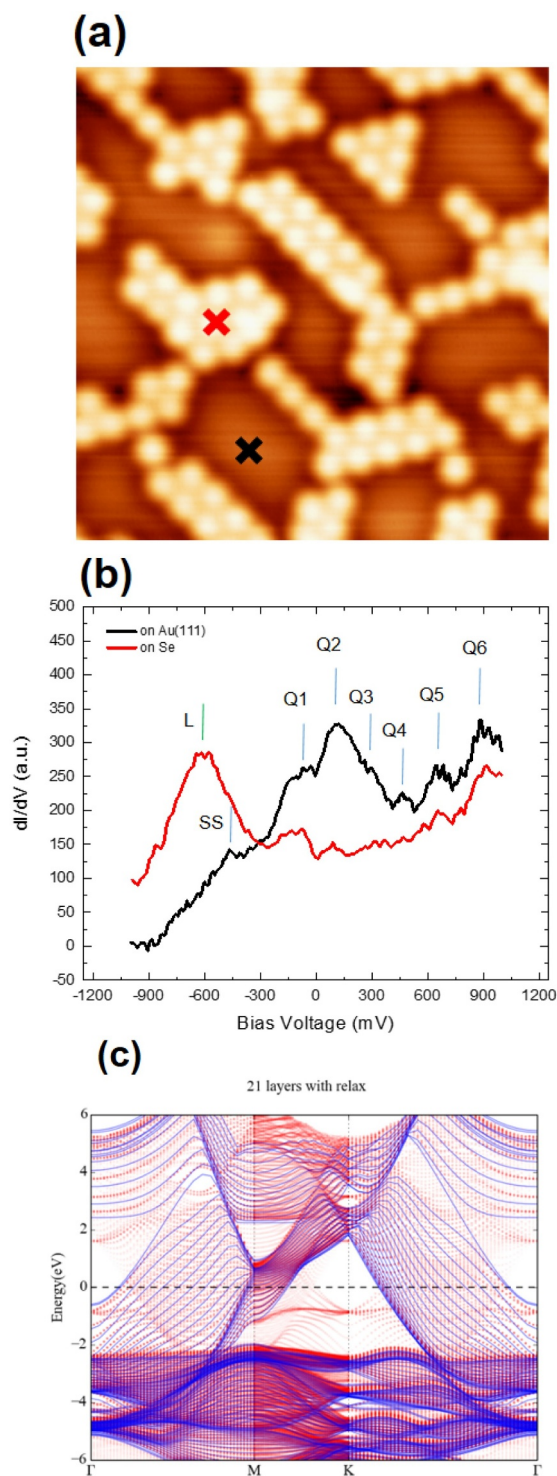 (a)
(b)
500
450
400
350
300
250
200
150
100
50
0
-50
dI/dV (a.u.)
on Au(111)
on Se
L
SS
Q1
Q2
Q3
Q4
Q5
Q6
-1200 -900 -600 -300 0 300 600 900 1200
Bias Voltage (mV)
(c)
21 layers with relax
6
4
2
0
−2
−4
−6
Energy(eV)
Γ M K Γ